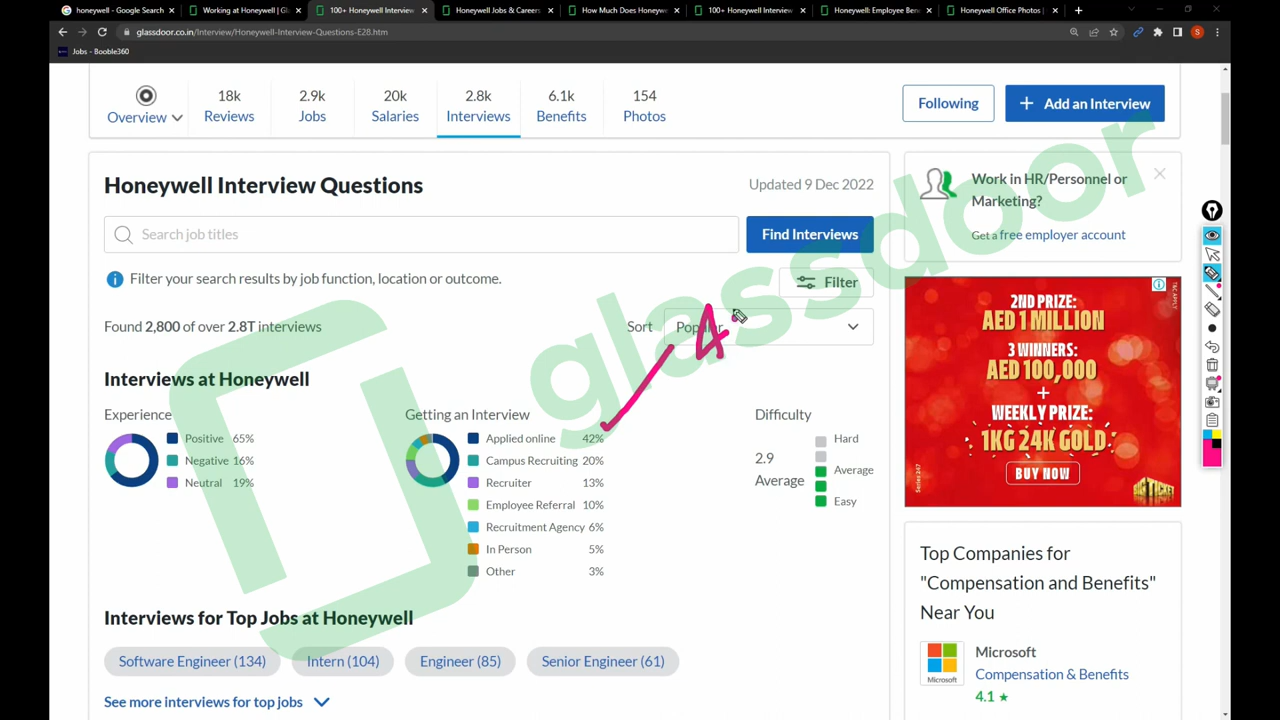 honeywell - Google Search
Working at Honeywell | Gl
100+ Honeywell Interview
Honeywell Jobs & Careers
How Much Does Honeywe
100+ Honeywell Interview
Honeywell: Employee Ben
Honeywell Office Photos |
glassdoor.co.in/Interview/Honeywell-Interview-Questions-E28.htm
S
Jobs - Booble360
Overview
18k
Reviews
2.9k
Jobs
20k
Salaries
2.8k
Interviews
6.1k
Benefits
154
Photos
Following
+ Add an Interview
Honeywell Interview Questions
Updated 9 Dec 2022
Search job titles
Find Interviews
Filter your search results by job function, location or outcome.
Filter
Found 2,800 of over 2.8T interviews
Sort
4
Interviews at Honeywell
Experience
Positive 65%
Negative 16%
Neutral 19%
Getting an Interview
Applied online 42%
Campus Recruiting 20%
Recruiter 13%
Employee Referral 10%
Recruitment Agency 6%
In Person 5%
Other 3%
Difficulty
2.9
Average
Hard
Average
Easy
Interviews for Top Jobs at Honeywell
Software Engineer (134)
Intern (104)
Engineer (85)
Senior Engineer (61)
See more interviews for top jobs
glassdoor
Work in HR/Personnel or
Marketing?
Get a free employer account
2ND PRIZE:
AED 1 MILLION
3 WINNERS:
AED 100,000
+
WEEKLY PRIZE:
1KG 24K GOLD
BUY NOW
BIG TICKET
Series 247
T&C APPLY
Top Companies for
"Compensation and Benefits"
Near You
Microsoft
Microsoft
Compensation & Benefits
4.1 ★